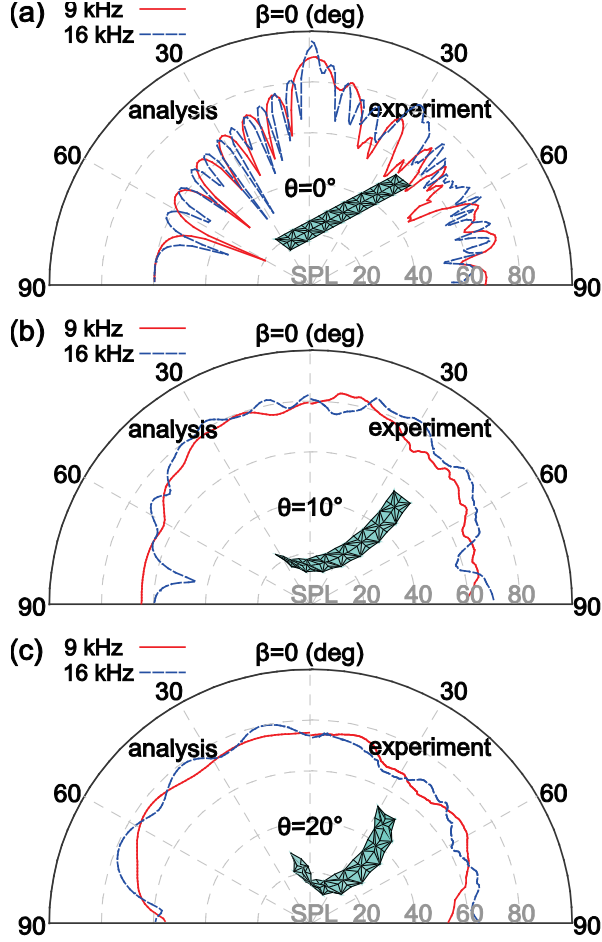 (a) 9 kHz β=0 (deg)
16 kHz
30 30
analysis experiment
60 60
θ=0°
90 SPL 20 40 60 80 90
(b) 9 kHz β=0 (deg)
16 kHz
30 30
analysis experiment
60 60
θ=10°
90 SPL 20 40 60 80 90
(c) 9 kHz β=0 (deg)
16 kHz
30 30
analysis experiment
60 60
θ=20°
90 SPL 20 40 60 80 90